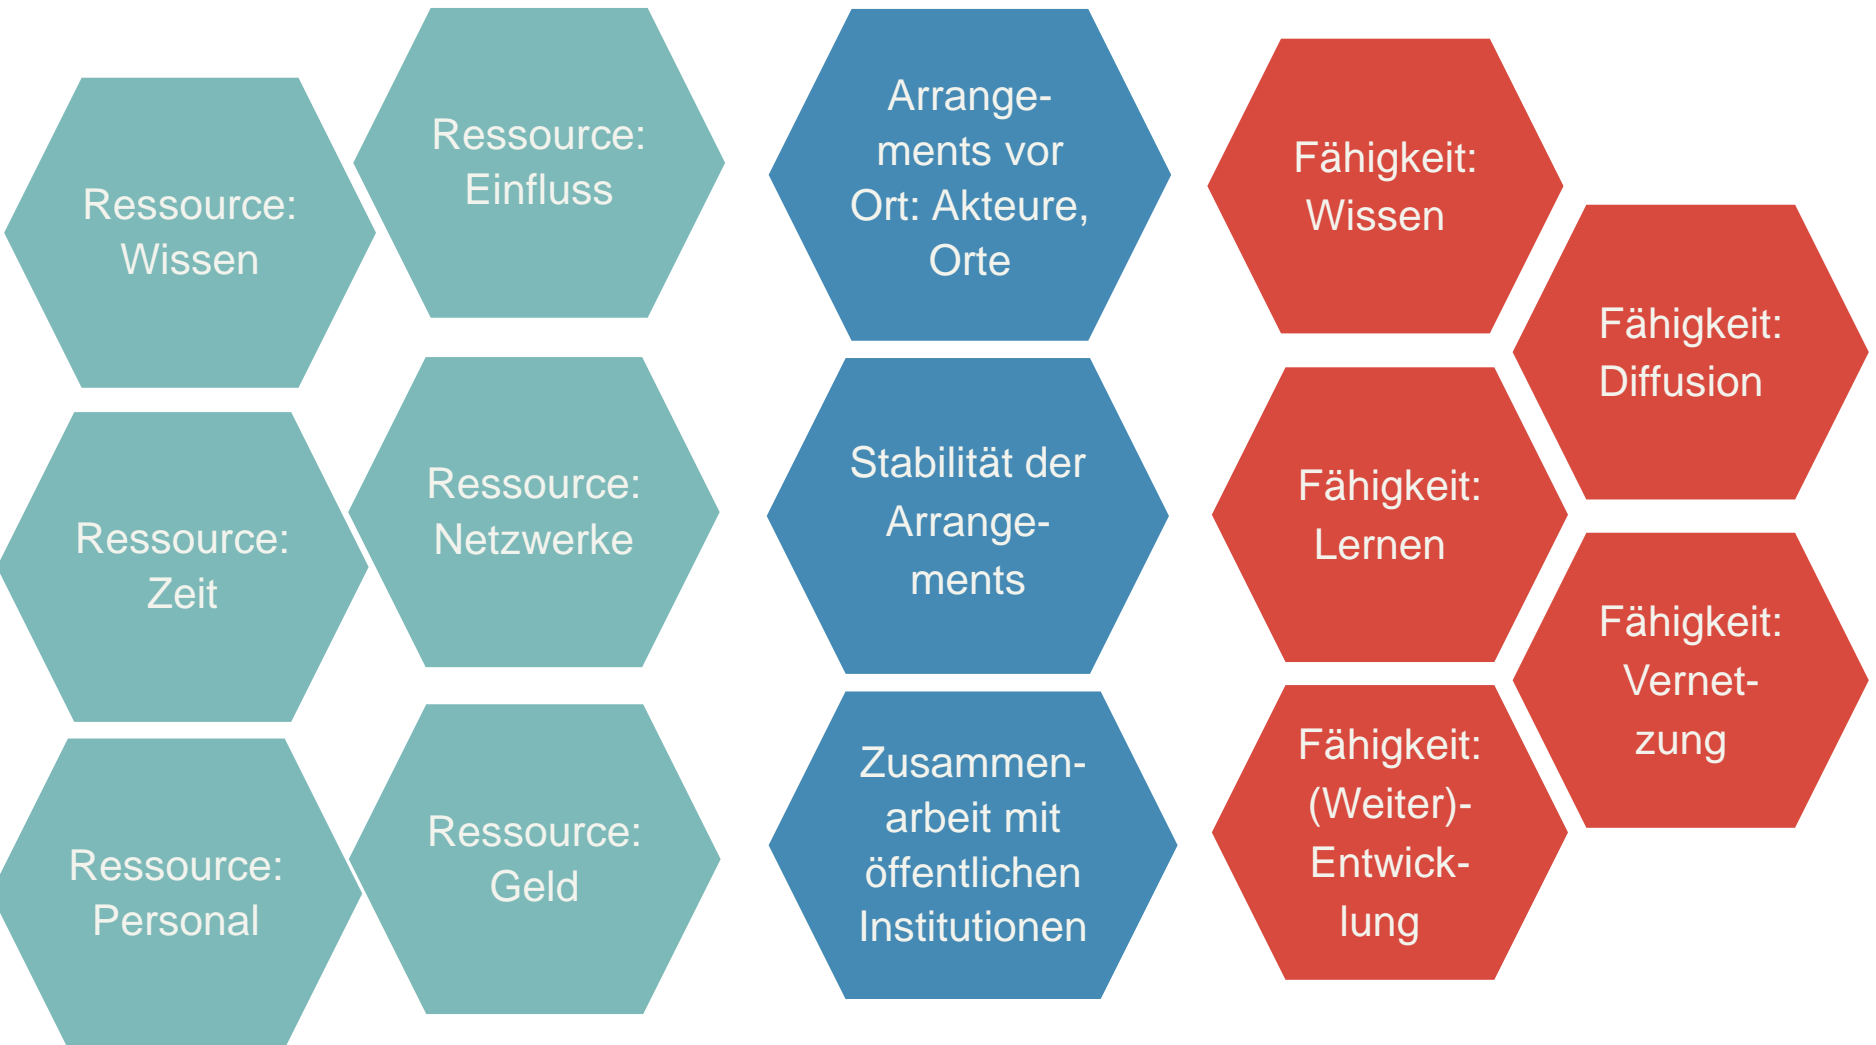 Ressource:
Wissen
Ressource:
Einfluss
Ressource:
Zeit
Ressource:
Netzwerke
Ressource:
Personal
Ressource:
Geld
Arrange-
ments vor
Ort: Akteure,
Orte
Stabilität der
Arrange-
ments
Zusammen-
arbeit mit
öffentlichen
Institutionen
Fähigkeit:
Wissen
Fähigkeit:
Diffusion
Fähigkeit:
Lernen
Fähigkeit:
Vernet-
zung
Fähigkeit:
(Weiter)-
Entwick-
lung